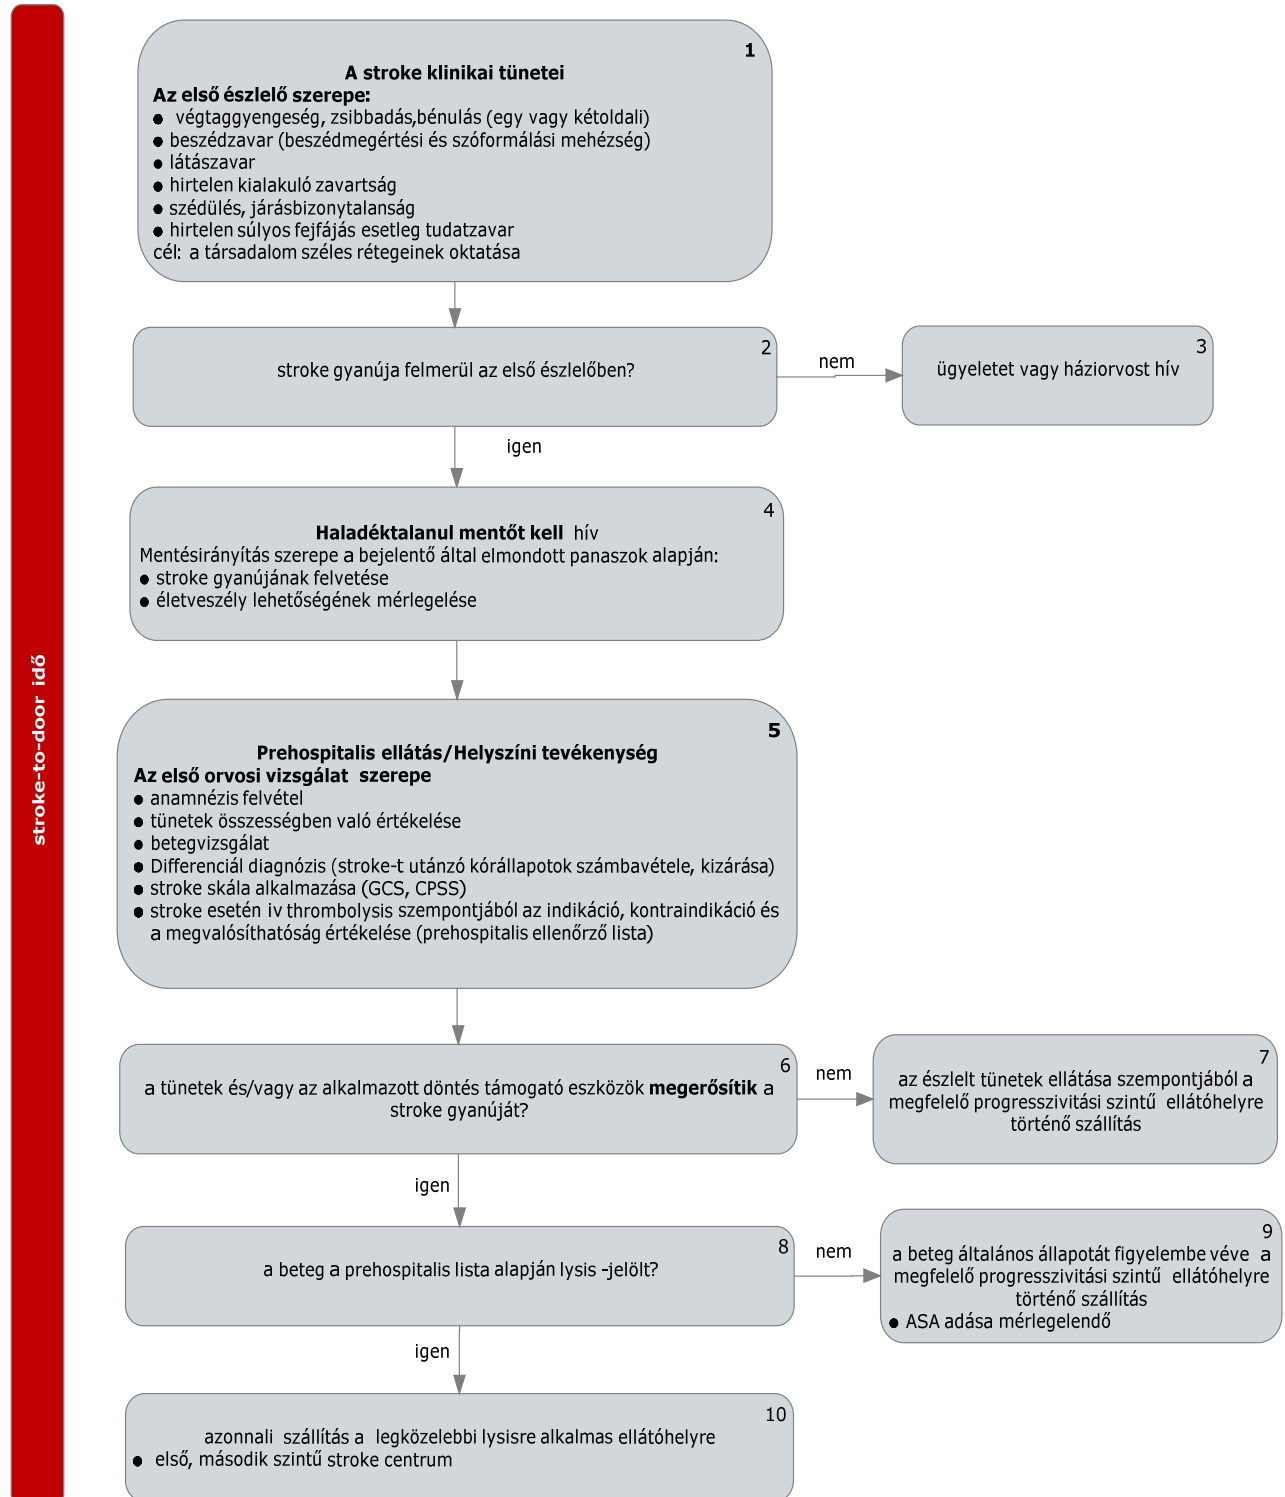 stroke-to-door idő
1
A stroke klinikai tünetei
Az első észlelő szerepe:
● végtaggyengeség, zsibbadás,bénulás (egy vagy kétoldali)
● beszédzavar (beszédmegértési és szóformálási mehézség)
● látászavar
● hirtelen kialakuló zavartság
● szédülés, járásbizonytalanság
● hirtelen súlyos fejfájás esetleg tudatzavar
cél: a társadalom széles rétegeinek oktatása
2
stroke gyanúja felmerül az első észlelőben?
nem
3
ügyeletet vagy háziorvost hív
igen
4
Haladéktalanul mentőt kell hív
Mentésirányítás szerepe a bejelentő által elmondott panaszok alapján:
● stroke gyanújának felvetése
● életveszély lehetőségének mérlegelése
5
Prehospitalis ellátás/Helyszíni tevékenység
Az első orvosi vizsgálat szerepe
● anamnézis felvétel
● tünetek összességben való értékelése
● betegvizsgálat
● Differenciál diagnózis (stroke-t utánzó kórállapotok számbavétele, kizárása)
● stroke skála alkalmazása (GCS, CPSS)
● stroke esetén iv thrombolysis szempontjából az indikáció, kontraindikáció és
a megvalósíthatóság értékelése (prehospitalis ellenőrző lista)
6
a tünetek és/vagy az alkalmazott döntés támogató eszközök megerősítik a
stroke gyanúját?
nem
7
az észlelt tünetek ellátása szempontjából a
megfelelő progresszivitási szintű ellátóhelyre
történő szállítás
igen
8
a beteg a prehospitalis lista alapján lysis -jelölt?
nem
9
a beteg általános állapotát figyelembe véve a
megfelelő progresszivitási szintű ellátóhelyre
történő szállítás
● ASA adása mérlegelendő
igen
10
azonnali szállítás a legközelebbi lysisre alkalmas ellátóhelyre
● első, második szintű stroke centrum